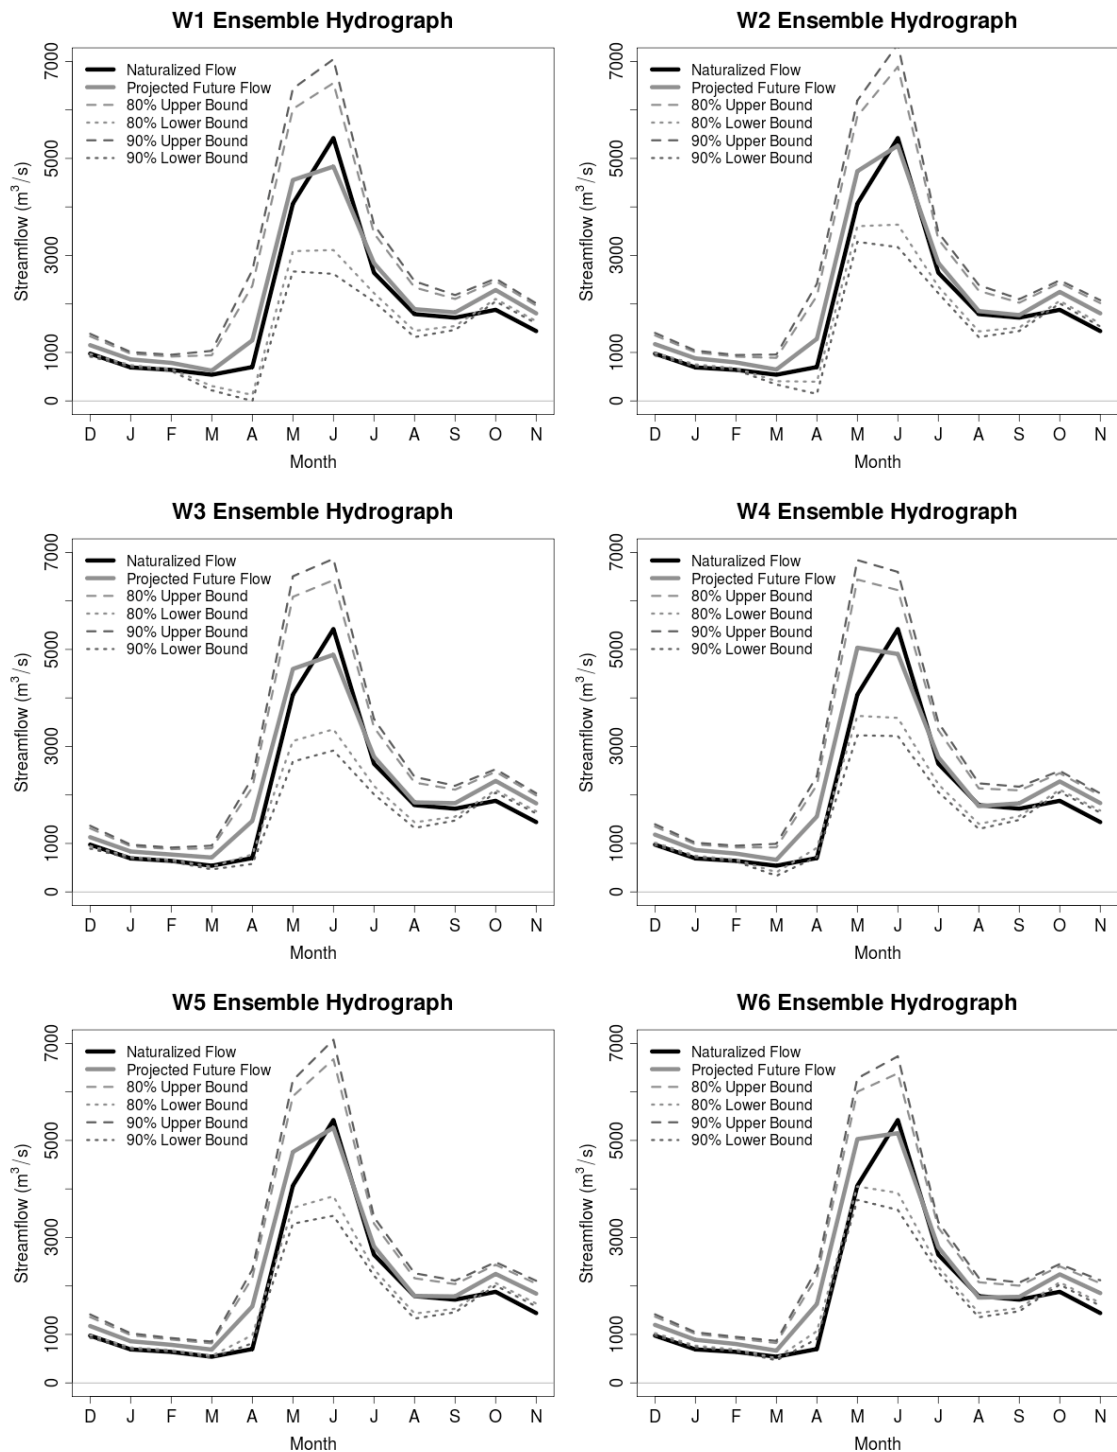 W1 Ensemble Hydrograph
Streamflow (m³/s)
7000
5000
3000
1000
0
Naturalized Flow
Projected Future Flow
80% Upper Bound
80% Lower Bound
90% Upper Bound
90% Lower Bound
D J F M A M J J A S O N
Month
W2 Ensemble Hydrograph
Streamflow (m³/s)
7000
5000
3000
1000
0
Naturalized Flow
Projected Future Flow
80% Upper Bound
80% Lower Bound
90% Upper Bound
90% Lower Bound
D J F M A M J J A S O N
Month
W3 Ensemble Hydrograph
Streamflow (m³/s)
7000
5000
3000
1000
0
Naturalized Flow
Projected Future Flow
80% Upper Bound
80% Lower Bound
90% Upper Bound
90% Lower Bound
D J F M A M J J A S O N
Month
W4 Ensemble Hydrograph
Streamflow (m³/s)
7000
5000
3000
1000
0
Naturalized Flow
Projected Future Flow
80% Upper Bound
80% Lower Bound
90% Upper Bound
90% Lower Bound
D J F M A M J J A S O N
Month
W5 Ensemble Hydrograph
Streamflow (m³/s)
7000
5000
3000
1000
0
Naturalized Flow
Projected Future Flow
80% Upper Bound
80% Lower Bound
90% Upper Bound
90% Lower Bound
D J F M A M J J A S O N
Month
W6 Ensemble Hydrograph
Streamflow (m³/s)
7000
5000
3000
1000
0
Naturalized Flow
Projected Future Flow
80% Upper Bound
80% Lower Bound
90% Upper Bound
90% Lower Bound
D J F M A M J J A S O N
Month